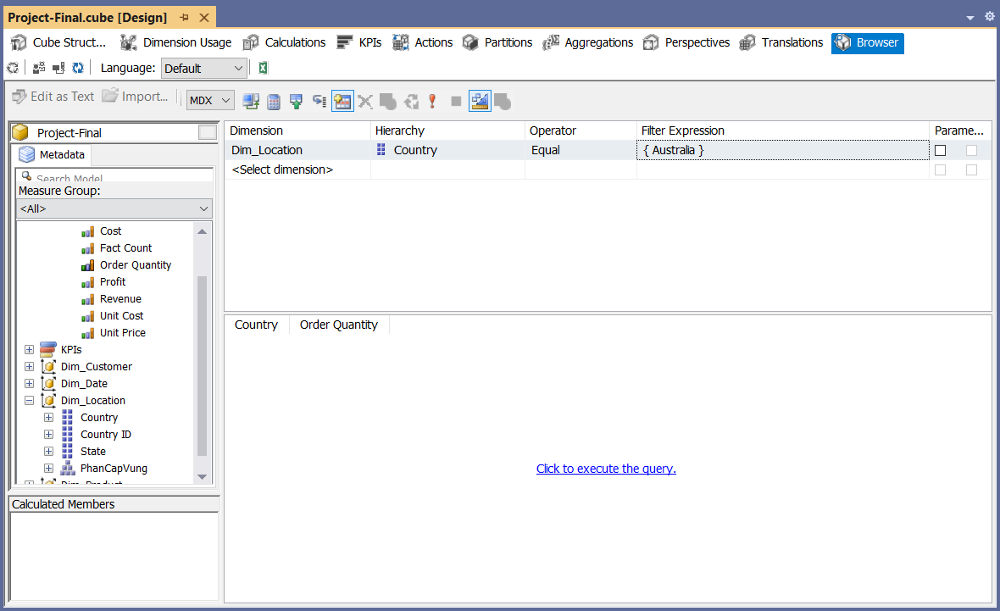 Project-Final.cube [Design]
Cube Struct... Dimension Usage Calculations KPIs Actions Partitions Aggregations Perspectives Translations Browser
Language: Default
Edit as Text Import... MDX
Project-Final
Metadata
Search Model
Measure Group:
<All>
Cost
Fact Count
Order Quantity
Profit
Revenue
Unit Cost
Unit Price
KPIs
Dim_Customer
Dim_Date
Dim_Location
Country
Country ID
State
PhanCapVung
Dim_Product
Calculated Members
Dimension Hierarchy Operator Filter Expression Parame...
Dim_Location Country Equal { Australia }
<Select dimension>
Country Order Quantity
Click to execute the query.